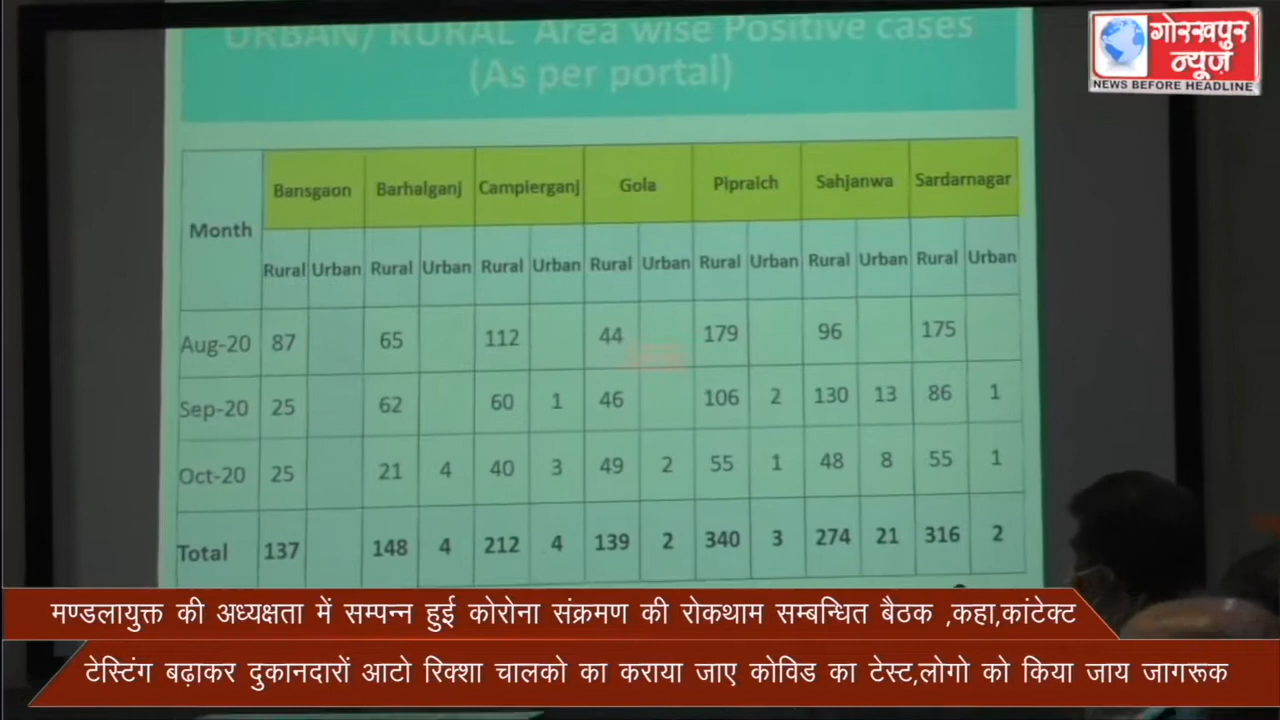 URBAN/ RURAL Area wise Positive cases
(As per portal)
गोरखपुर
न्यूज़
NEWS BEFORE HEADLINE
Month Bansgaon Barhalganj Campierganj Gola Pipraich Sahjanwa Sardarnagar
Rural Urban Rural Urban Rural Urban Rural Urban Rural Urban Rural Urban Rural Urban
Aug-20 87 65 112 44 179 96 175
Sep-20 25 62 60 1 46 106 2 130 13 86 1
Oct-20 25 21 4 40 3 49 2 55 1 48 8 55 1
Total 137 148 4 212 4 139 2 340 3 274 21 316 2
मण्डलायुक्त की अध्यक्षता में सम्पन्न हुई कोरोना संक्रमण की रोकथाम सम्बन्धित बैठक ,कहा,कांटेक्ट
टेस्टिंग बढ़ाकर दुकानदारों आटो रिक्शा चालको का कराया जाए कोविड का टेस्ट,लोगो को किया जाय जागरूक